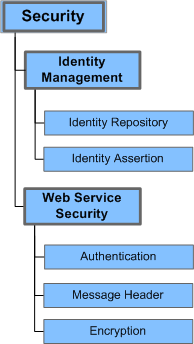 Security
Identity
Management
Identity Repository
Identity Assertion
Web Service
Security
Authentication
Message Header
Encryption